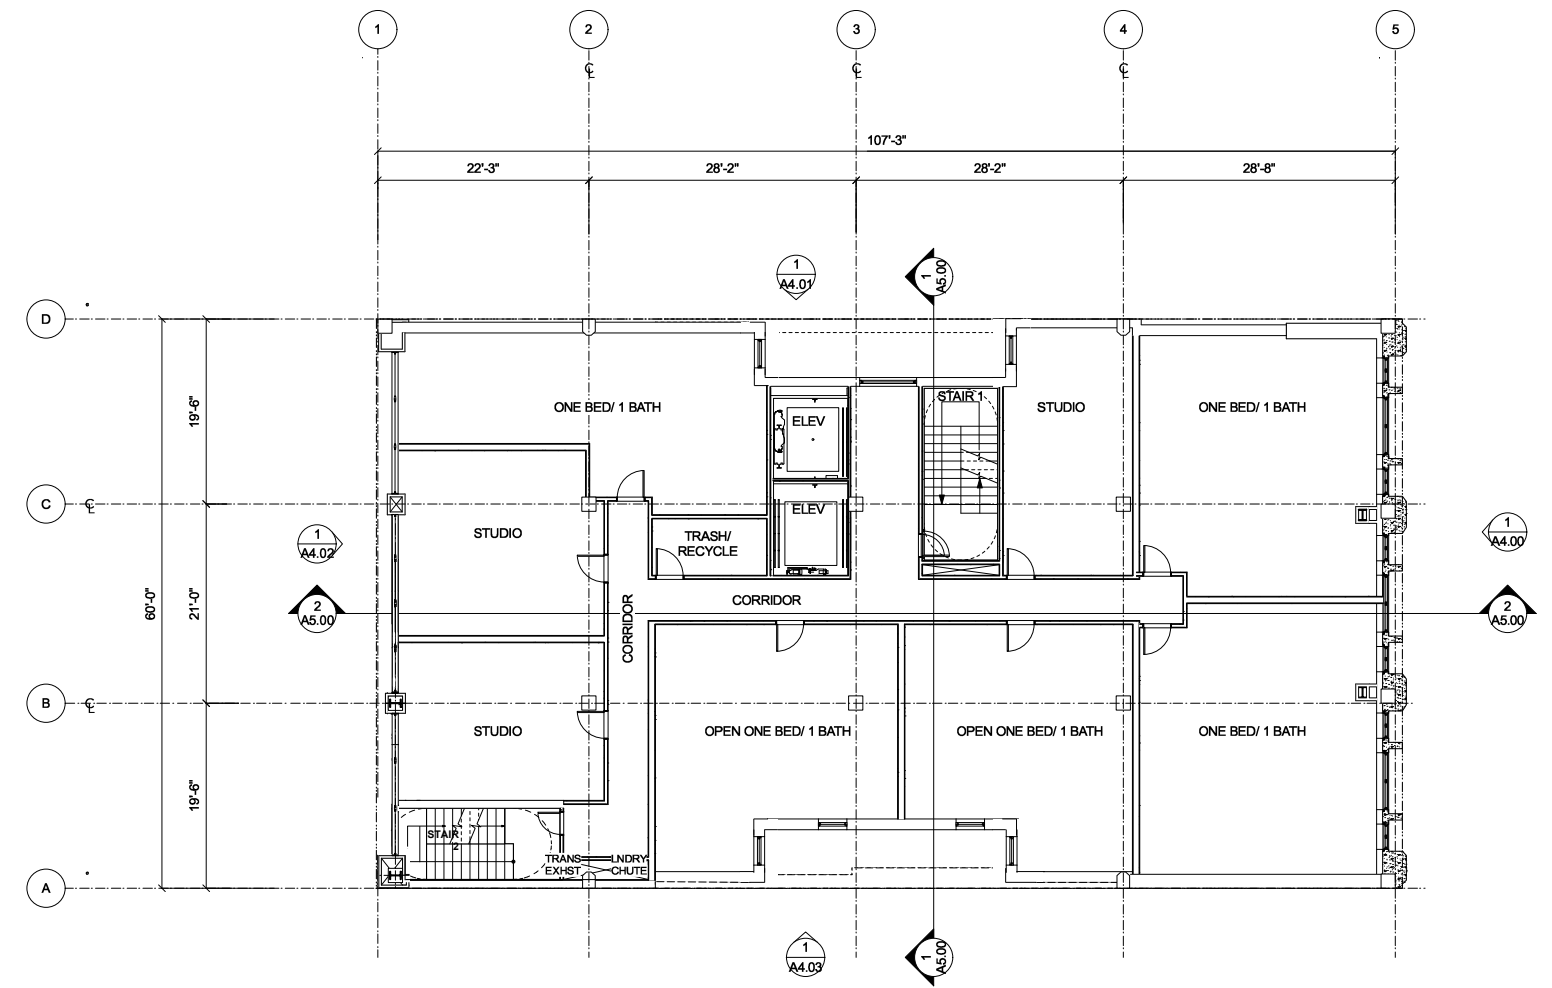 1
2
3
4
5
℄
℄
℄
107'-3"
22'-3"
28'-2"
28'-2"
28'-8"
1
A4.01
1
A5.00
D
19'-6"
ONE BED/ 1 BATH
ELEV
STAIR 1
STUDIO
ONE BED/ 1 BATH
C
℄
STUDIO
TRASH/
RECYCLE
ELEV
1
A4.02
1
A4.00
60'-0"
21'-0"
2
A5.00
CORRIDOR
CORRIDOR
2
A5.00
B
℄
STUDIO
OPEN ONE BED/ 1 BATH
OPEN ONE BED/ 1 BATH
ONE BED/ 1 BATH
19'-6"
STAIR
2
TRANS
EXHST
LNDRY
CHUTE
A
1
A4.03
1
A5.00